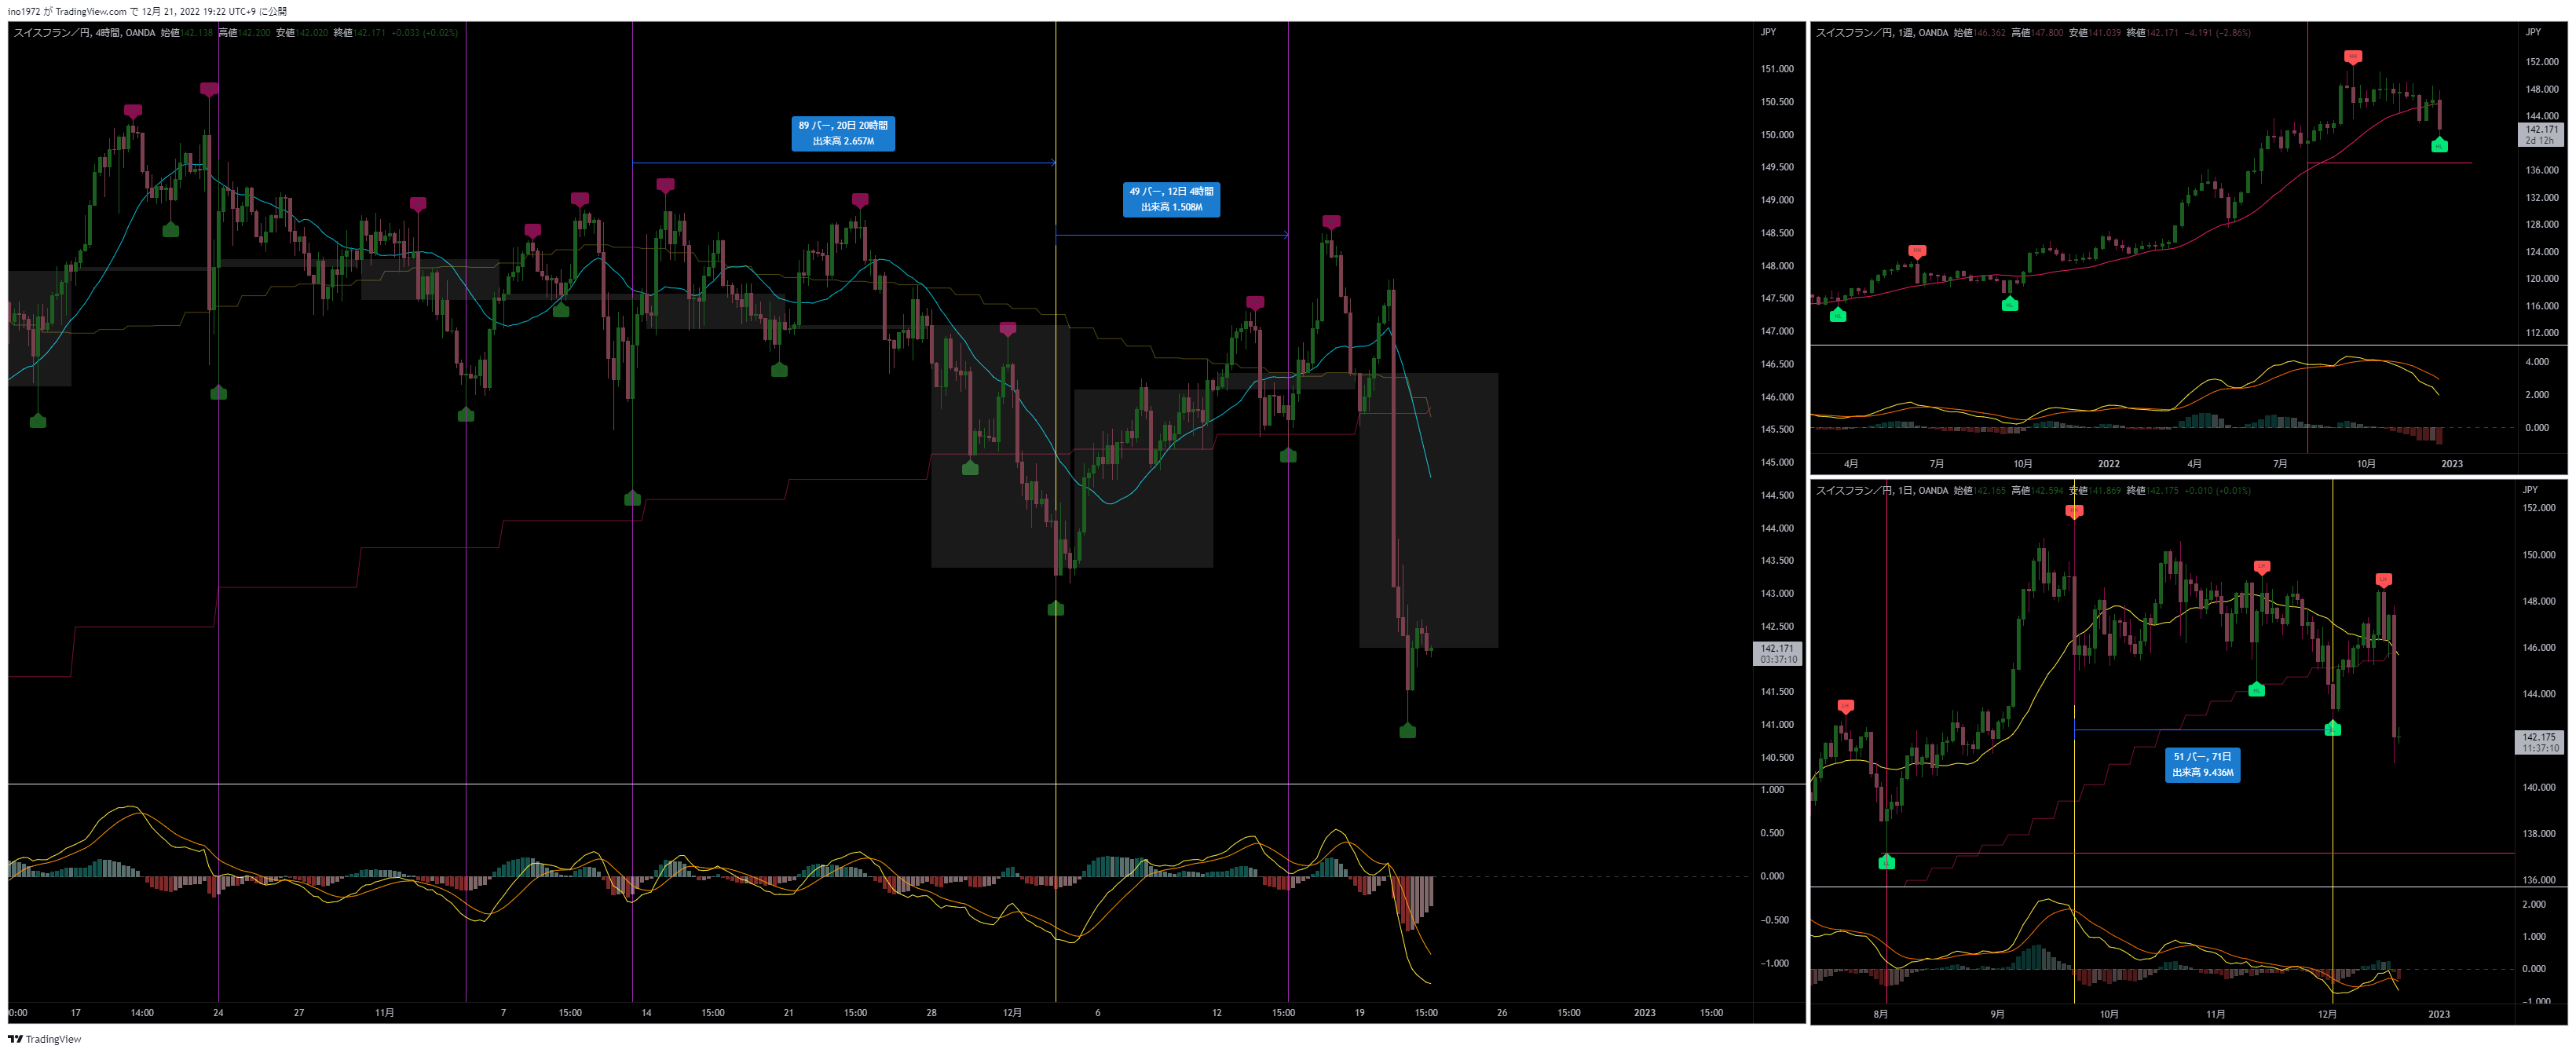 ino1972 が TradingView.com で 12月 21, 2022 19:22 UTC+9 に公開
スイスフラン／円, 4時間, OANDA 始値142.138 高値142.200 安値142.020 終値142.171 +0.033 (+0.02%)
JPY
151.000
150.500
150.000
149.500
149.000
148.500
148.000
147.500
147.000
146.500
146.000
145.500
145.000
144.500
144.000
143.500
143.000
142.500
142.171
03:37:10
141.500
141.000
140.500
89 バー, 20日 20時間
出来高 2.657M
49 バー, 12日 4時間
出来高 1.508M
1.000
0.500
0.000
−0.500
−1.000
0:00 17 14:00 24 27 11月 7 15:00 14 15:00 21 15:00 28 12月 6 12 15:00 19 15:00 26 15:00 2023 15:00
スイスフラン／円, 1週, OANDA 始値146.362 高値147.800 安値141.039 終値142.171 −4.191 (−2.86%)
JPY
152.000
148.000
144.000
142.171
2d 12h
136.000
132.000
128.000
124.000
120.000
116.000
112.000
HL
HL
HL
4.000
2.000
0.000
4月 7月 10月 2022 4月 7月 10月 2023
スイスフラン／円, 1日, OANDA 始値142.165 高値142.594 安値141.869 終値142.175 +0.010 (+0.01%)
JPY
152.000
150.000
148.000
146.000
144.000
142.175
11:37:10
140.000
138.000
136.000
LH
LH
LH
HL
51 バー, 71日
出来高 9.436M
2.000
1.000
0.000
−1.000
8月 9月 10月 11月 12月 2023
TradingView